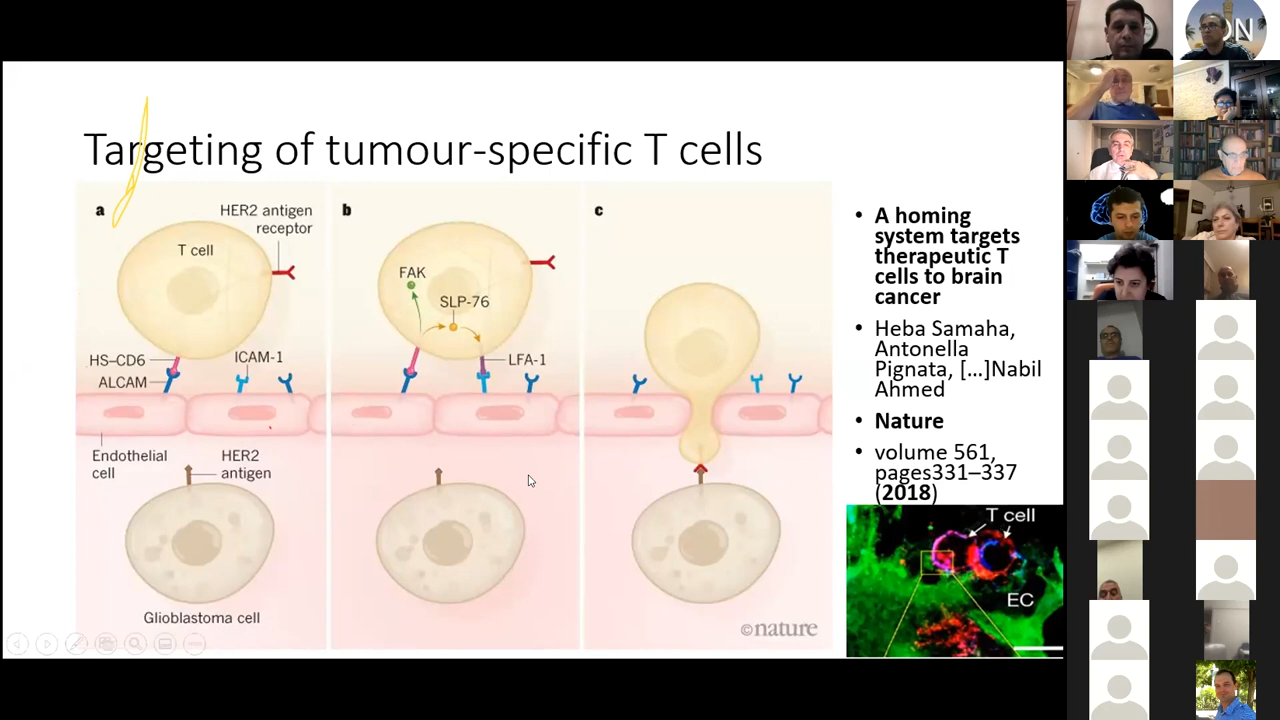 Targeting of tumour-specific T cells
a
HER2 antigen
receptor
T cell
HS–CD6
ALCAM
ICAM-1
Endothelial
cell
HER2
antigen
Glioblastoma cell
b
FAK
SLP-76
LFA-1
c
©nature
• A homing
system targets
therapeutic T
cells to brain
cancer
• Heba Samaha,
Antonella
Pignata, [...]Nabil
Ahmed
• Nature
• volume 561,
pages331–337
(2018)
T cell
EC